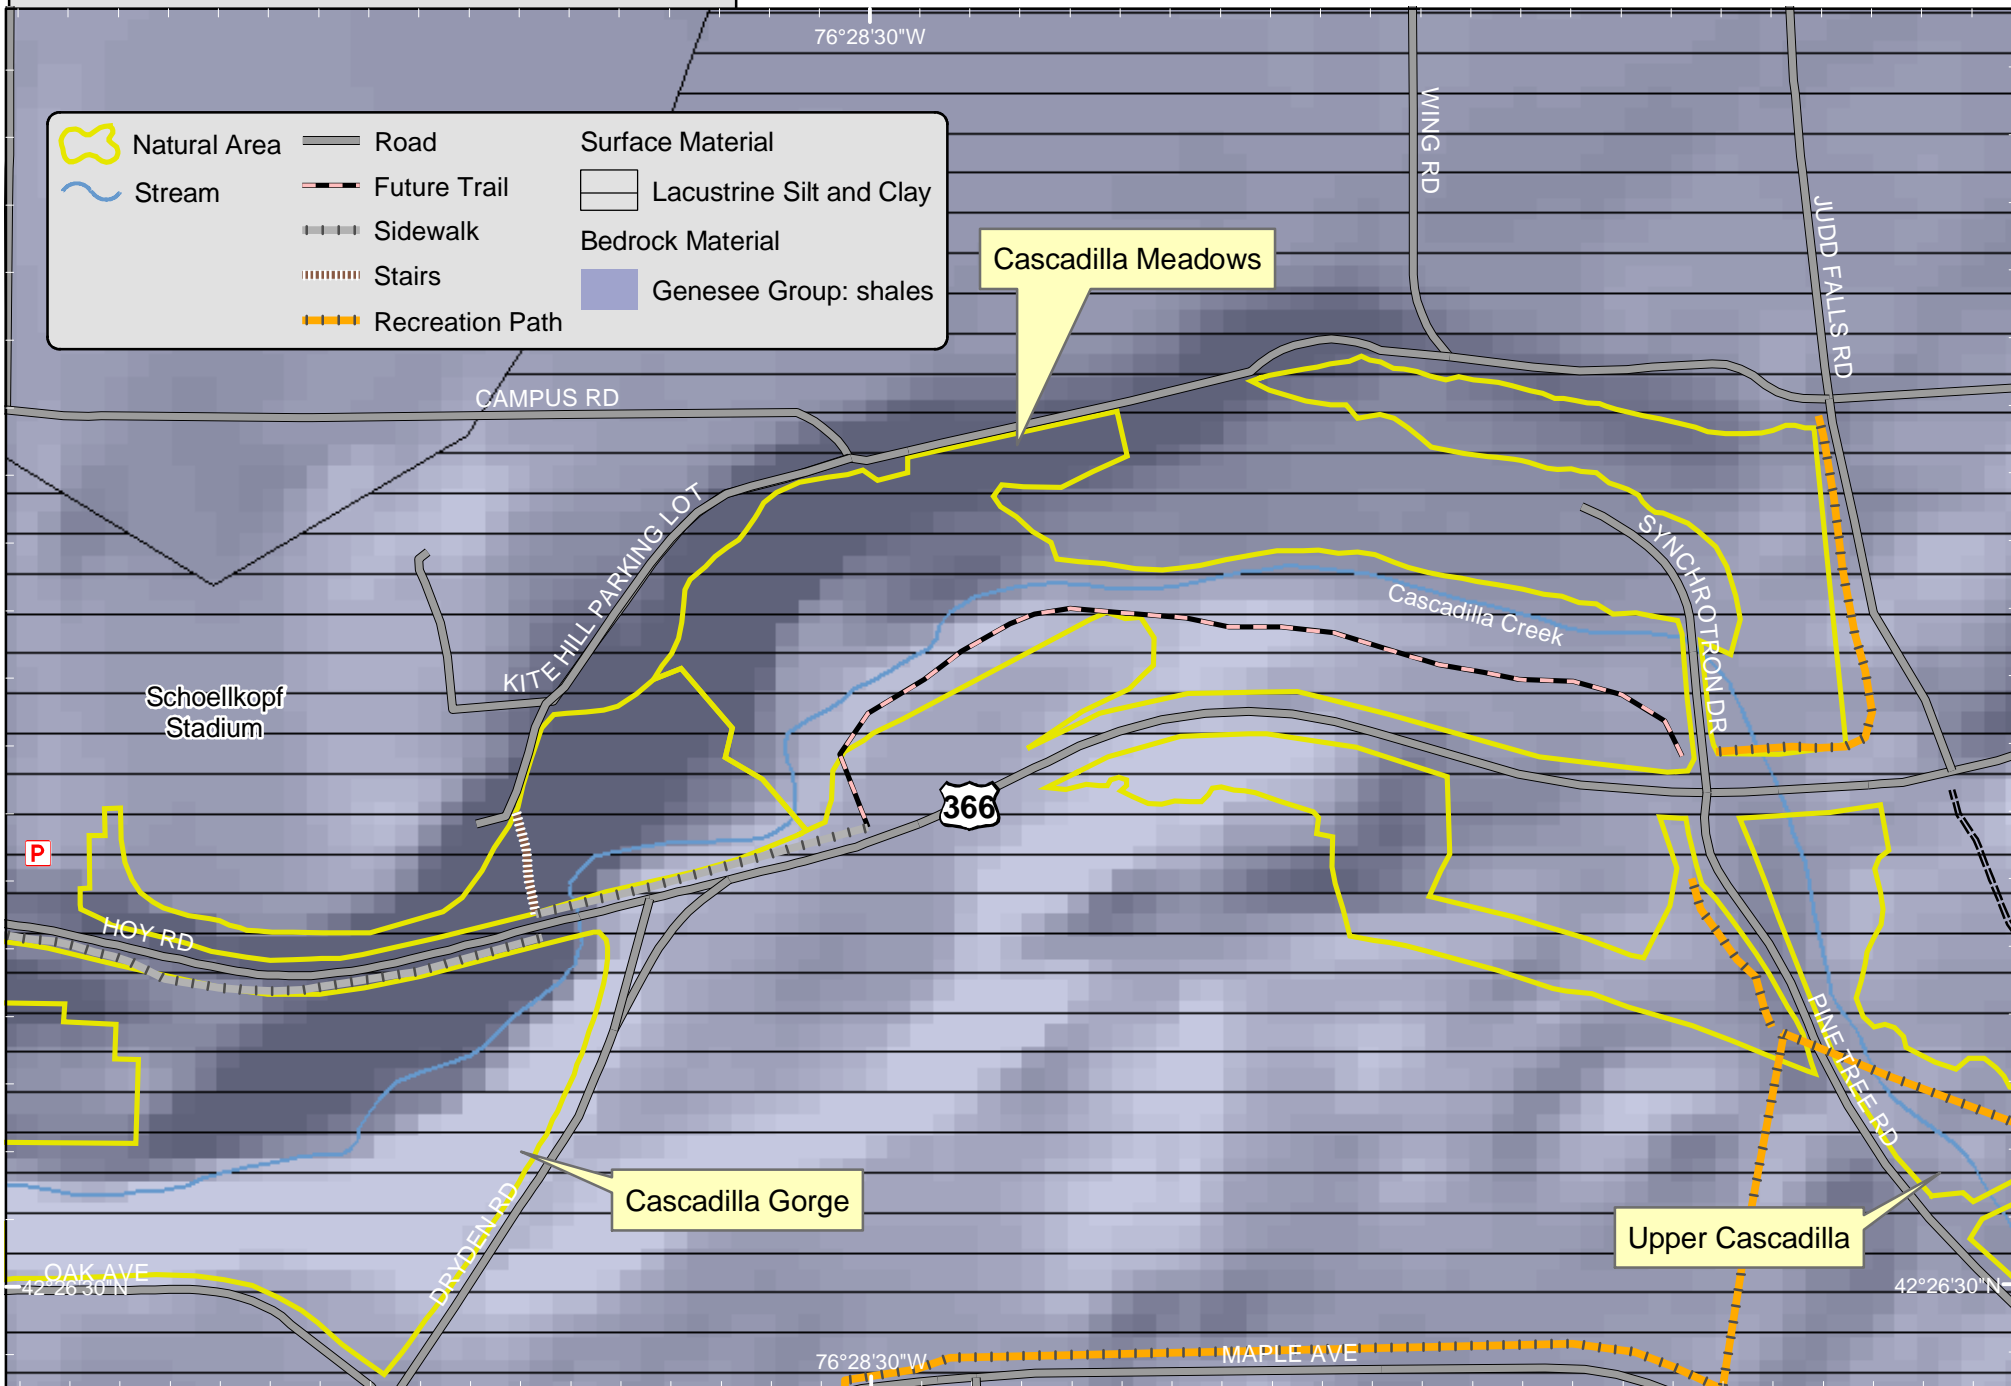 76°28'30"W
Natural Area
Stream
Road
Future Trail
Sidewalk
Stairs
Recreation Path
Surface Material
Lacustrine Silt and Clay
Bedrock Material
Genesee Group: shales
WING RD
JUDD FALLS RD
Cascadilla Meadows
CAMPUS RD
KITE HILL PARKING LOT
SYNCHROTRON DR
Cascadilla Creek
Schoellkopf
Stadium
366
P
HOY RD
PINE TREE RD
Cascadilla Gorge
DRYDEN RD
Upper Cascadilla
OAK AVE
42°26'30"N
42°26'30"N
76°28'30"W
MAPLE AVE